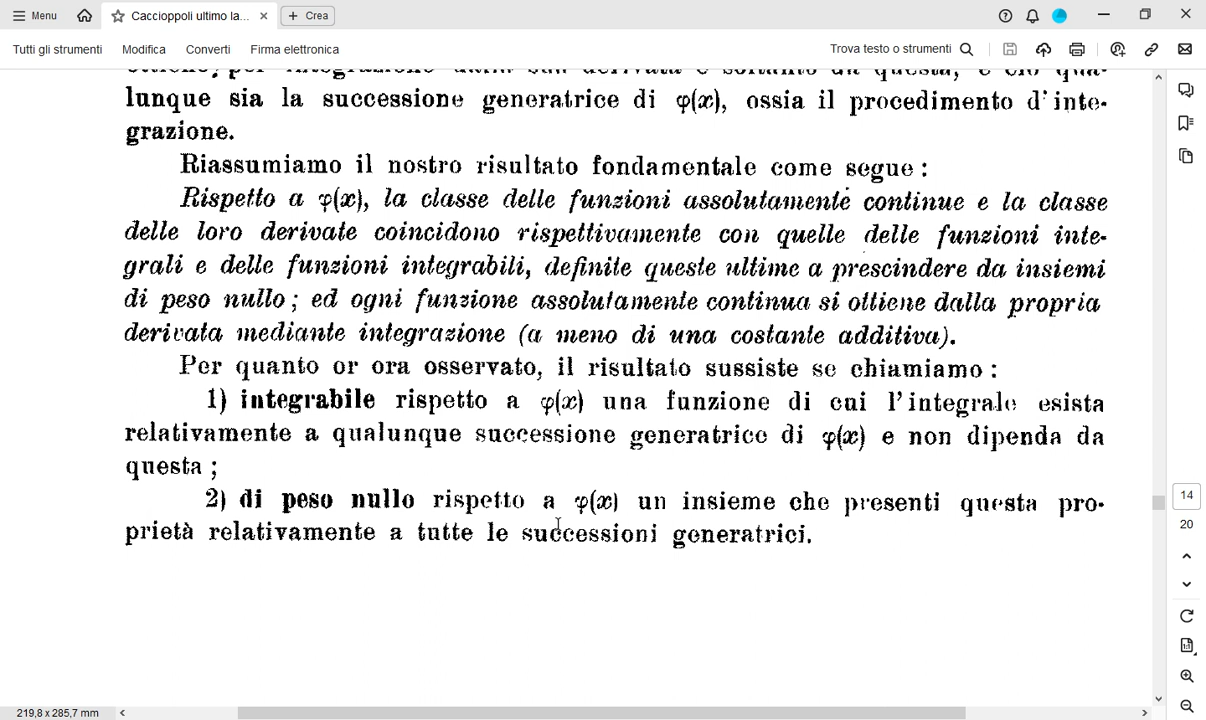 Menu
Caccioppoli ultimo la...
Crea
Tutti gli strumenti Modifica Converti Firma elettronica
Trova testo o strumenti
lunque sia la successione generatrice di φ(x), ossia il procedimento d'inte-
grazione.
Riassumiamo il nostro risultato fondamentale come segue:
Rispetto a φ(x), la classe delle funzioni assolutamente continue e la classe
delle loro derivate coincidono rispettivamente con quelle delle funzioni inte-
grali e delle funzioni integrabili, definite queste ultime a prescindere da insiemi
di peso nullo; ed ogni funzione assolutamente continua si ottiene dalla propria
derivata mediante integrazione (a meno di una costante additiva).
Per quanto or ora osservato, il risultato sussiste se chiamiamo:
1) integrabile rispetto a φ(x) una funzione di cui l'integrale esista
relativamente a qualunque successione generatrice di φ(x) e non dipenda da
questa;
2) di peso nullo rispetto a φ(x) un insieme che presenti questa pro-
prietà relativamente a tutte le successioni generatrici.
14
20
219,8 x 285,7 mm